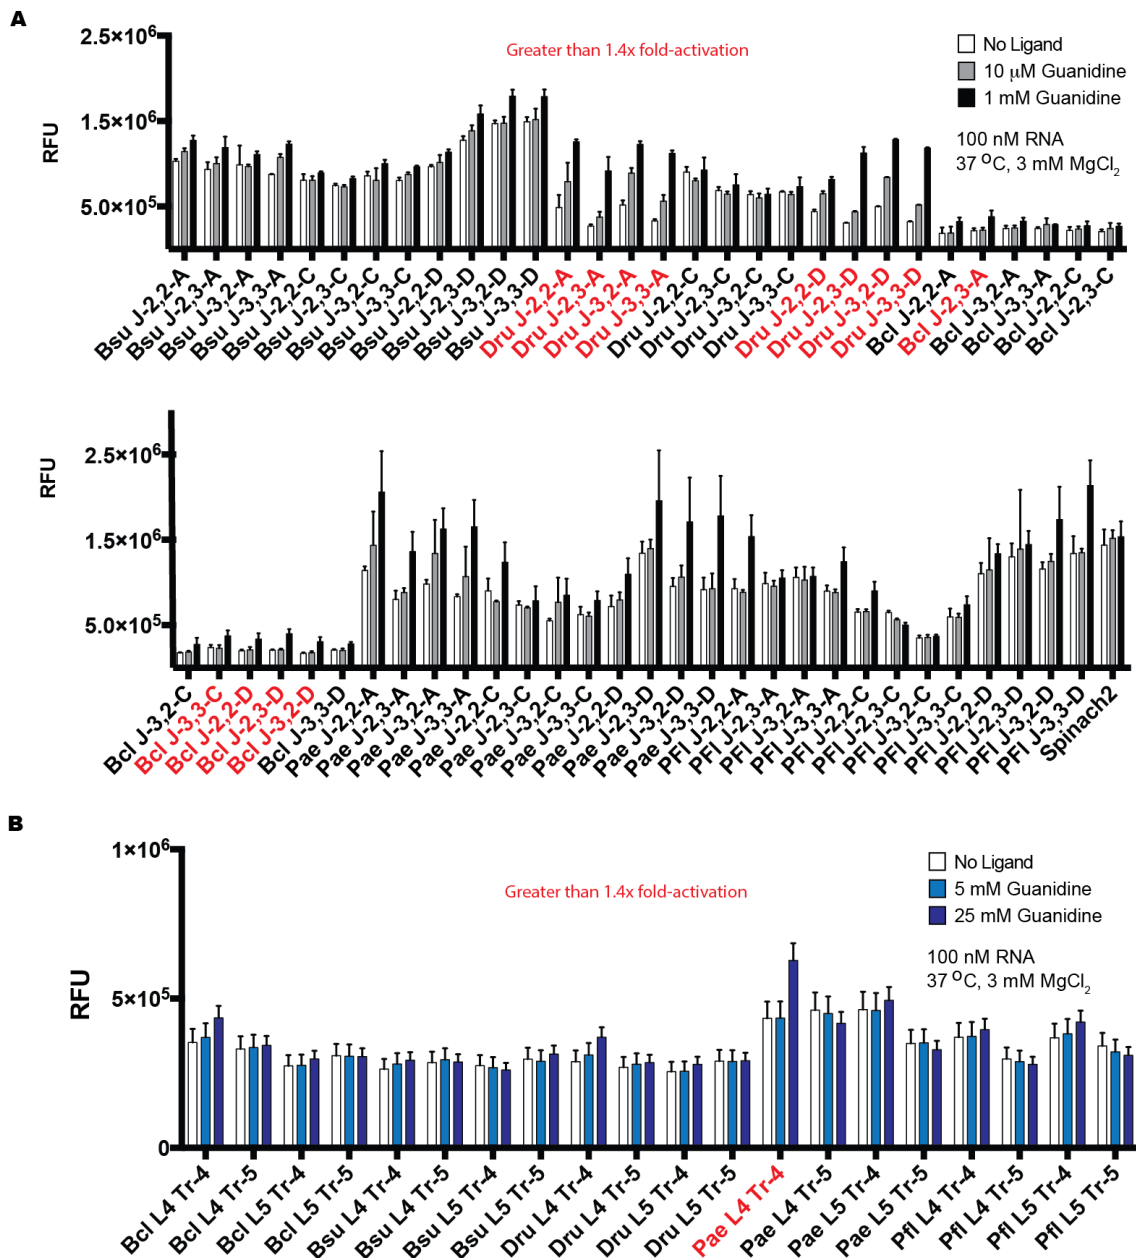 A
2.5×10⁶
Greater than 1.4x fold-activation
No Ligand
10 μM Guanidine
1 mM Guanidine
1.5×10⁶
RFU
100 nM RNA
37 ⁰C, 3 mM MgCl₂
5.0×10⁵
Bsu J-2,2-A
Bsu J-2,3-A
Bsu J-3,2-A
Bsu J-3,3-A
Bsu J-2,2-C
Bsu J-2,3-C
Bsu J-3,2-C
Bsu J-3,3-C
Bsu J-2,2-D
Bsu J-2,3-D
Bsu J-3,2-D
Bsu J-3,3-D
Dru J-2,2-A
Dru J-2,3-A
Dru J-3,2-A
Dru J-3,3-A
Dru J-2,2-C
Dru J-2,3-C
Dru J-3,2-C
Dru J-3,3-C
Dru J-2,2-D
Dru J-2,3-D
Dru J-3,2-D
Dru J-3,3-D
Bcl J-2,2-A
Bcl J-2,3-A
Bcl J-3,2-A
Bcl J-3,3-A
Bcl J-2,2-C
Bcl J-2,3-C
2.5×10⁶
RFU
1.5×10⁶
5.0×10⁵
Bcl J-3,2-C
Bcl J-3,3-C
Bcl J-2,2-D
Bcl J-2,3-D
Bcl J-3,2-D
Bcl J-3,3-D
Pae J-2,2-A
Pae J-2,3-A
Pae J-3,2-A
Pae J-3,3-A
Pae J-2,2-C
Pae J-2,3-C
Pae J-3,2-C
Pae J-3,3-C
Pae J-2,2-D
Pae J-2,3-D
Pae J-3,2-D
Pae J-3,3-D
PFl J-2,2-A
PFl J-2,3-A
PFl J-3,2-A
PFl J-3,3-A
PFl J-2,2-C
PFl J-2,3-C
PFl J-3,2-C
PFl J-3,3-C
PFl J-2,2-D
PFl J-2,3-D
PFl J-3,2-D
PFl J-3,3-D
Spinach2
B
1×10⁶
Greater than 1.4x fold-activation
No Ligand
5 mM Guanidine
25 mM Guanidine
100 nM RNA
37 ⁰C, 3 mM MgCl₂
RFU
5×10⁵
0
Bcl L4 Tr-4
Bcl L4 Tr-5
Bcl L5 Tr-4
Bcl L5 Tr-5
Bsu L4 Tr-4
Bsu L4 Tr-5
Bsu L5 Tr-4
Bsu L5 Tr-5
Dru L4 Tr-4
Dru L4 Tr-5
Dru L5 Tr-4
Dru L5 Tr-5
Pae L4 Tr-4
Pae L4 Tr-5
Pae L5 Tr-4
Pae L5 Tr-5
Pfl L4 Tr-4
Pfl L4 Tr-5
Pfl L5 Tr-4
Pfl L5 Tr-5